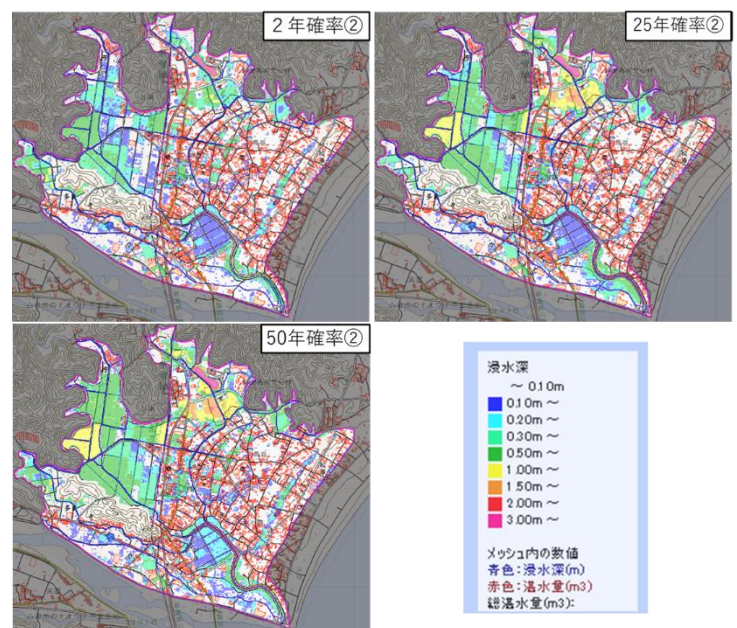 2年確率②
25年確率②
50年確率②
浸水深
～ 0.10m
0.10m ～
0.20m ～
0.30m ～
0.50m ～
1.00m ～
1.50m ～
2.00m ～
3.00m ～
メッシュ内の数値
青色：浸水深(m)
赤色：湛水量(m3)
総湛水量(m3)：